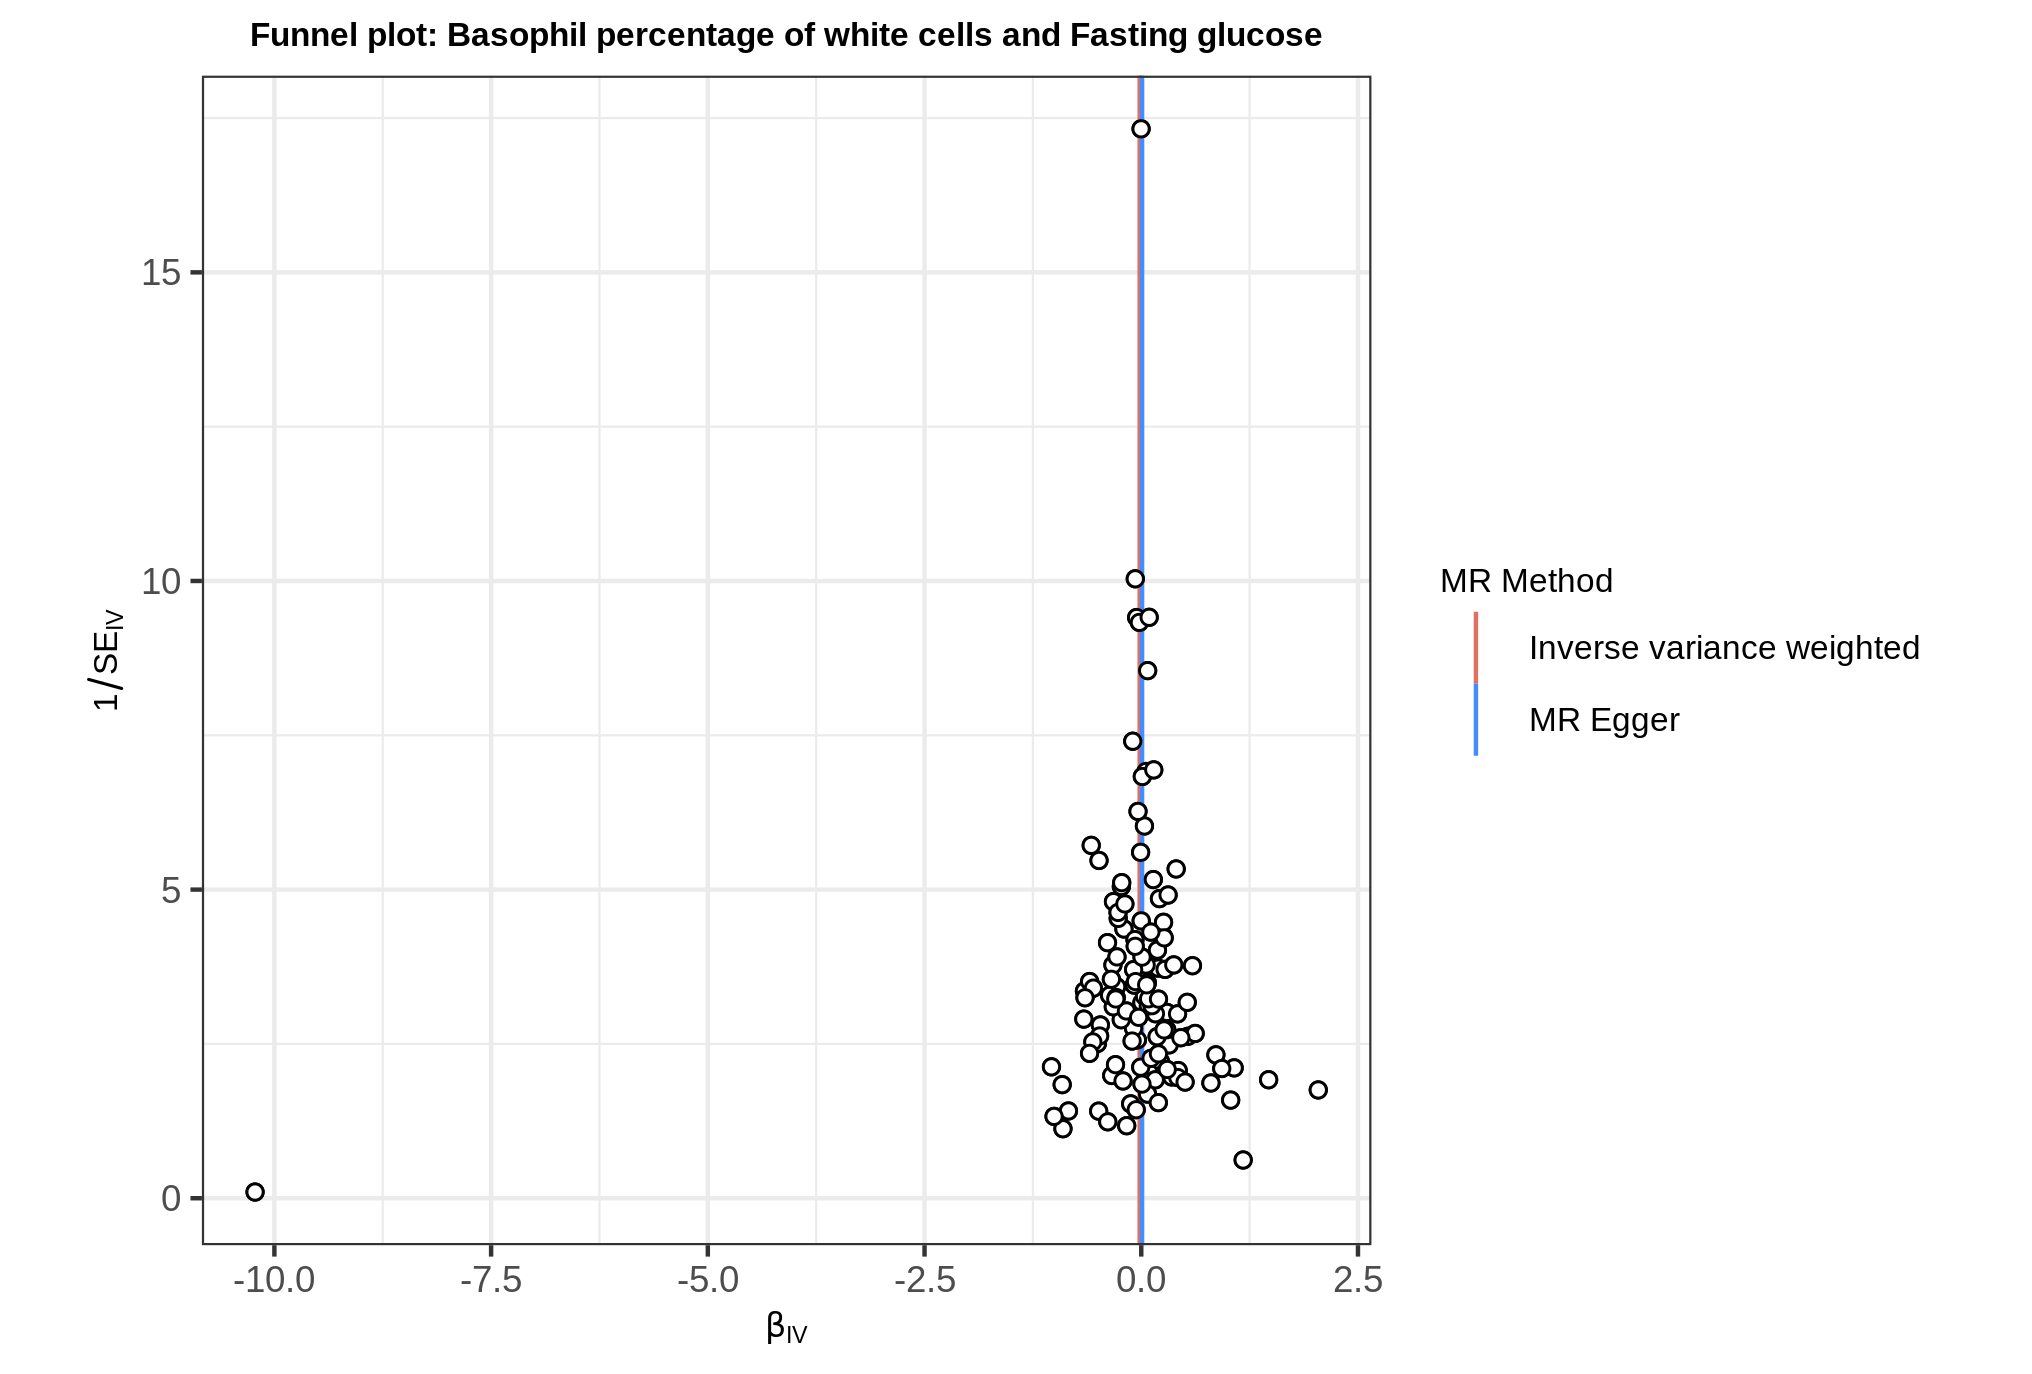 Funnel plot: Basophil percentage of white cells and Fasting glucose
15
10
5
0
1/SEIV
-10.0 -7.5 -5.0 -2.5 0.0 2.5
βIV
MR Method
Inverse variance weighted
MR Egger